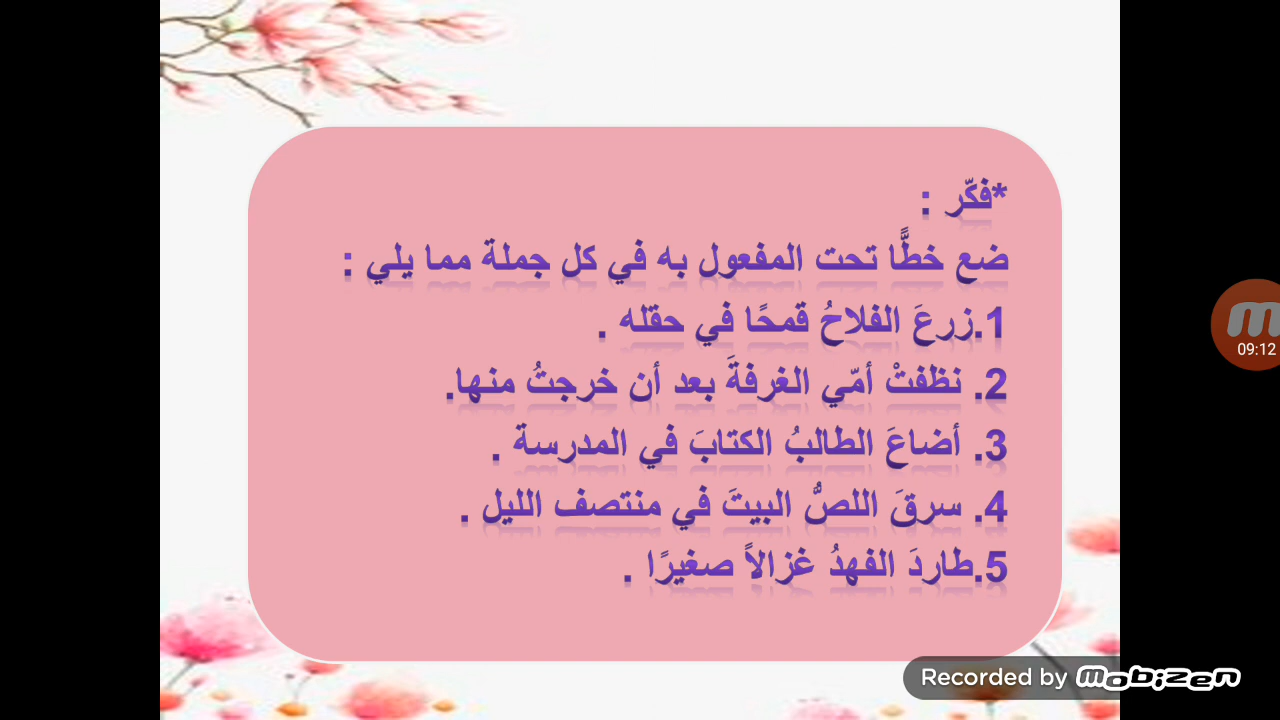 *فكّر :
ضع خطًّا تحت المفعول به في كل جملة مما يلي :
1.زرعَ الفلاحُ قمحًا في حقله .
2. نظفتْ أمّي الغرفةَ بعد أن خرجتُ منها.
3. أضاعَ الطالبُ الكتابَ في المدرسة .
4. سرقَ اللصُّ البيتَ في منتصف الليل .
5.طاردَ الفهدُ غزالاً صغيرًا .
09:12
Recorded by mobizen